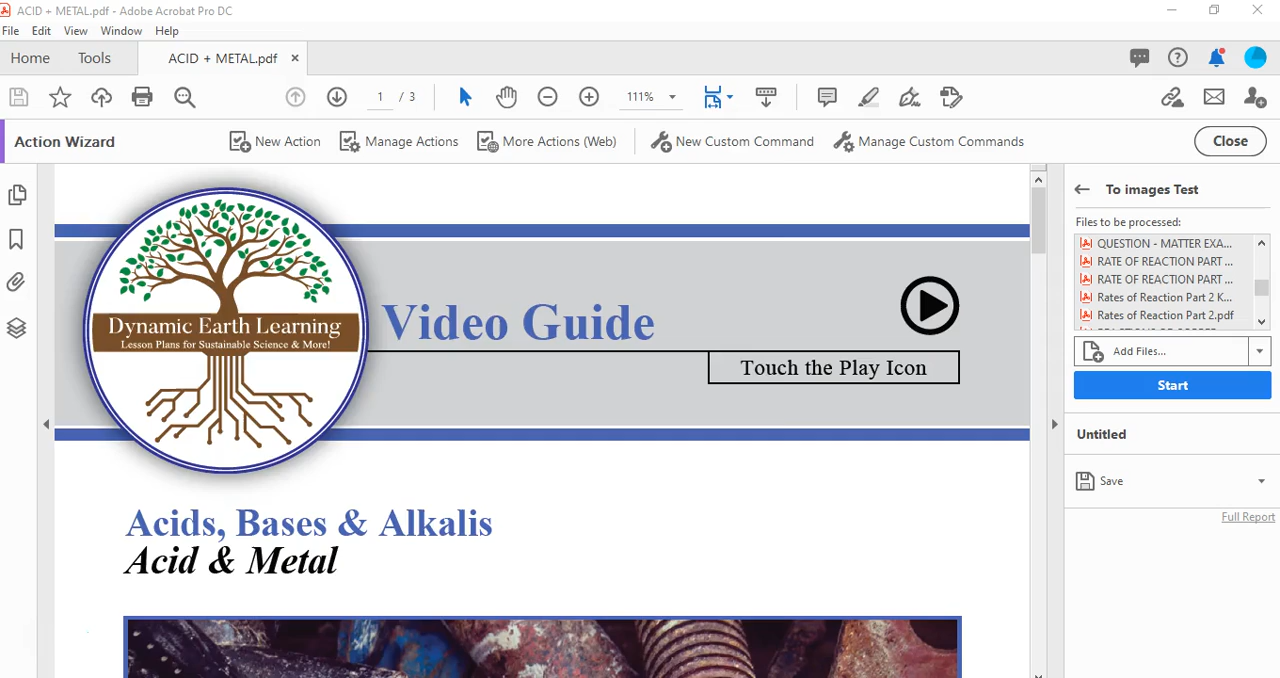 ACID + METAL.pdf - Adobe Acrobat Pro DC
File Edit View Window Help
Home Tools ACID + METAL.pdf ×
1 / 3 111%
Action Wizard New Action Manage Actions More Actions (Web) New Custom Command Manage Custom Commands Close
Dynamic Earth Learning
Lesson Plans for Sustainable Science & More!
Video Guide
Touch the Play Icon
Acids, Bases & Alkalis
Acid & Metal
To images Test
Files to be processed:
QUESTION - MATTER EXA...
RATE OF REACTION PART ...
RATE OF REACTION PART ...
Rates of Reaction Part 2 K...
Rates of Reaction Part 2.pdf
Add Files...
Start
Untitled
Save
Full Report